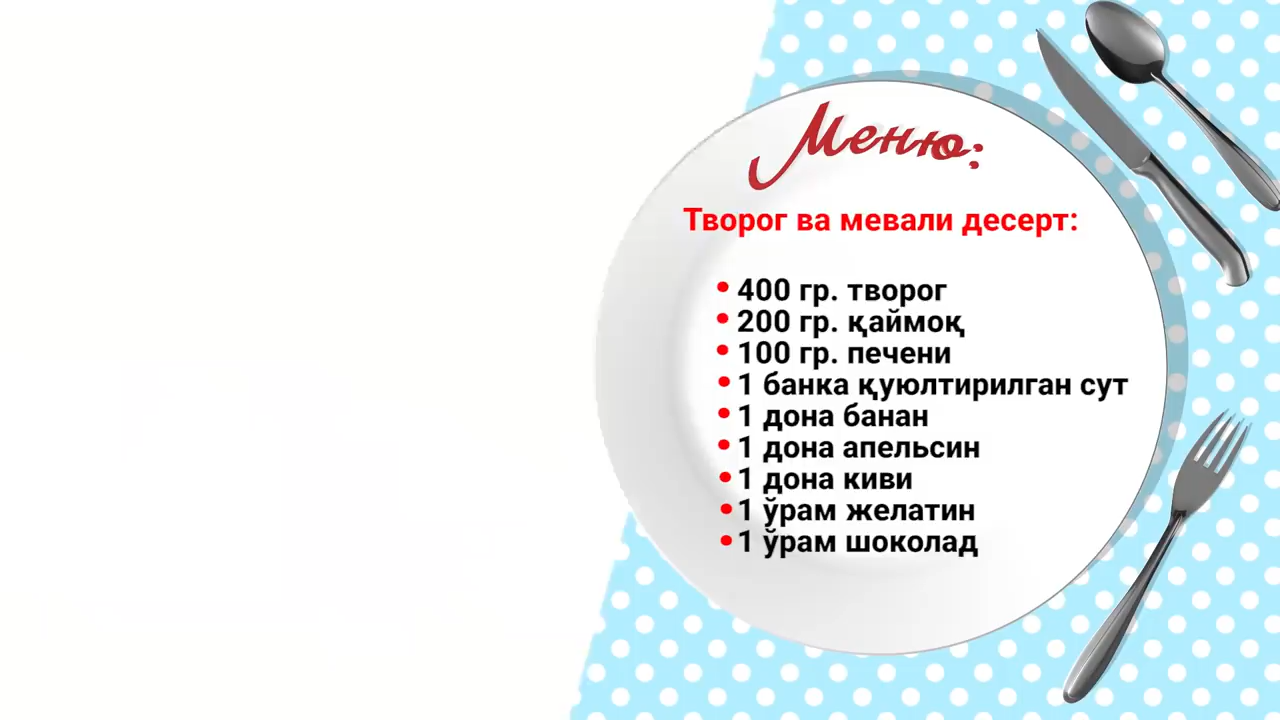 Меню:
Творог ва мевали десерт:
• 400 гр. творог
• 200 гр. қаймоқ
• 100 гр. печени
• 1 банка қуюлтирилган сут
• 1 дона банан
• 1 дона апельсин
• 1 дона киви
• 1 ўрам желатин
• 1 ўрам шоколад